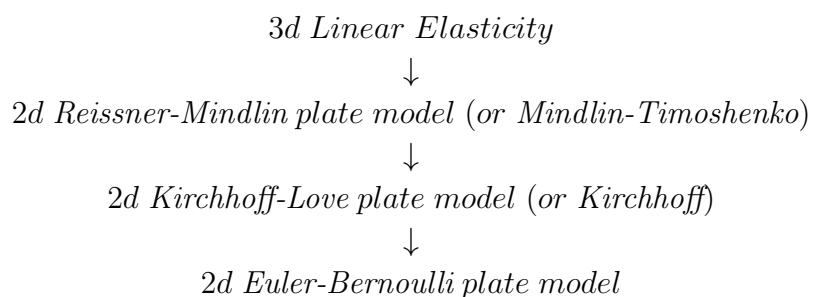 3d Linear Elasticity
↓
2d Reissner-Mindlin plate model (or Mindlin-Timoshenko)
↓
2d Kirchhoff-Love plate model (or Kirchhoff)
↓
2d Euler-Bernoulli plate model